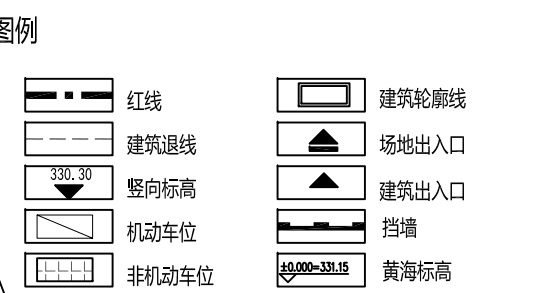 图例
红线
建筑轮廓线
建筑退线
场地出入口
330.30
竖向标高
建筑出入口
机动车位
挡墙
非机动车位
±0.000=331.15
黄海标高